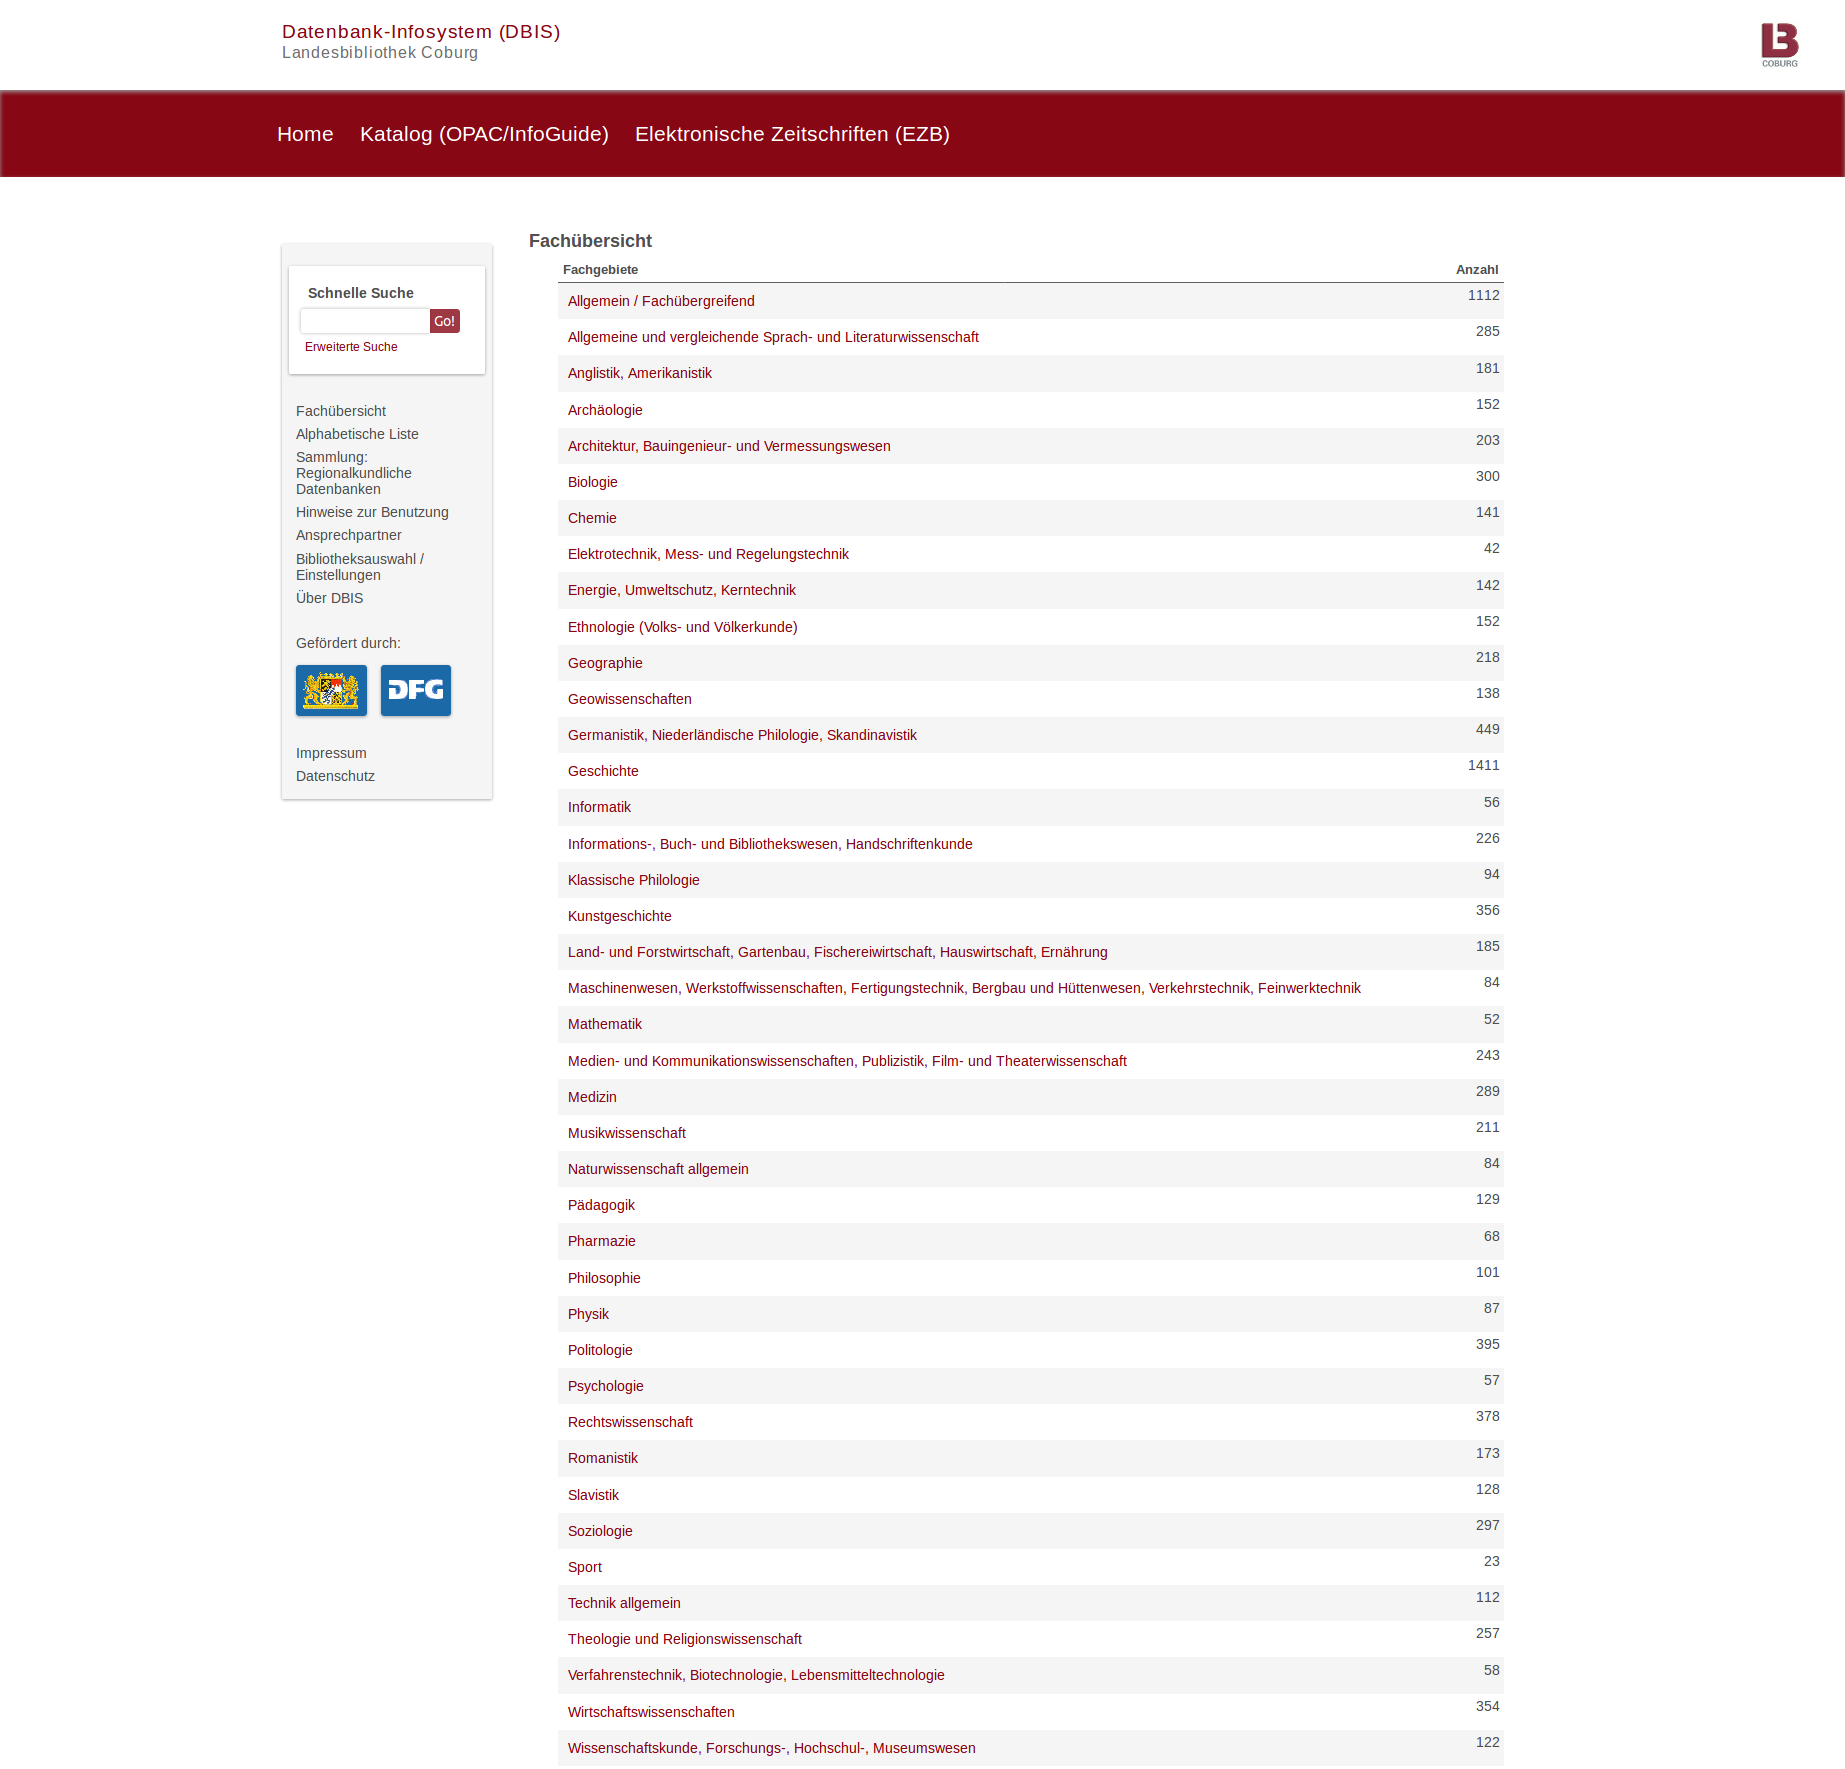 Datenbank-Infosystem (DBIS)
Landesbibliothek Coburg
LB
COBURG
Home Katalog (OPAC/InfoGuide) Elektronische Zeitschriften (EZB)
Schnelle Suche
Go!
Erweiterte Suche
Fachübersicht
Alphabetische Liste
Sammlung:
Regionalkundliche
Datenbanken
Hinweise zur Benutzung
Ansprechpartner
Bibliotheksauswahl /
Einstellungen
Über DBIS
Gefördert durch:
DFG
Impressum
Datenschutz
Fachübersicht
Fachgebiete Anzahl
Allgemein / Fachübergreifend 1112
Allgemeine und vergleichende Sprach- und Literaturwissenschaft 285
Anglistik, Amerikanistik 181
Archäologie 152
Architektur, Bauingenieur- und Vermessungswesen 203
Biologie 300
Chemie 141
Elektrotechnik, Mess- und Regelungstechnik 42
Energie, Umweltschutz, Kerntechnik 142
Ethnologie (Volks- und Völkerkunde) 152
Geographie 218
Geowissenschaften 138
Germanistik, Niederländische Philologie, Skandinavistik 449
Geschichte 1411
Informatik 56
Informations-, Buch- und Bibliothekswesen, Handschriftenkunde 226
Klassische Philologie 94
Kunstgeschichte 356
Land- und Forstwirtschaft, Gartenbau, Fischereiwirtschaft, Hauswirtschaft, Ernährung 185
Maschinenwesen, Werkstoffwissenschaften, Fertigungstechnik, Bergbau und Hüttenwesen, Verkehrstechnik, Feinwerktechnik 84
Mathematik 52
Medien- und Kommunikationswissenschaften, Publizistik, Film- und Theaterwissenschaft 243
Medizin 289
Musikwissenschaft 211
Naturwissenschaft allgemein 84
Pädagogik 129
Pharmazie 68
Philosophie 101
Physik 87
Politologie 395
Psychologie 57
Rechtswissenschaft 378
Romanistik 173
Slavistik 128
Soziologie 297
Sport 23
Technik allgemein 112
Theologie und Religionswissenschaft 257
Verfahrenstechnik, Biotechnologie, Lebensmitteltechnologie 58
Wirtschaftswissenschaften 354
Wissenschaftskunde, Forschungs-, Hochschul-, Museumswesen 122